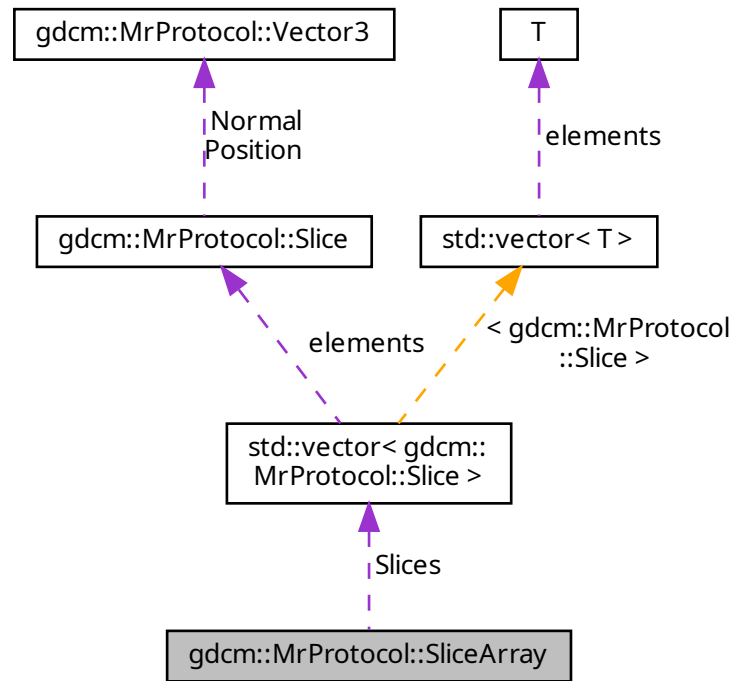 gdcm::MrProtocol::Vector3
T
Normal
Position
elements
gdcm::MrProtocol::Slice
std::vector< T >
elements
< gdcm::MrProtocol
::Slice >
std::vector< gdcm::
MrProtocol::Slice >
Slices
gdcm::MrProtocol::SliceArray